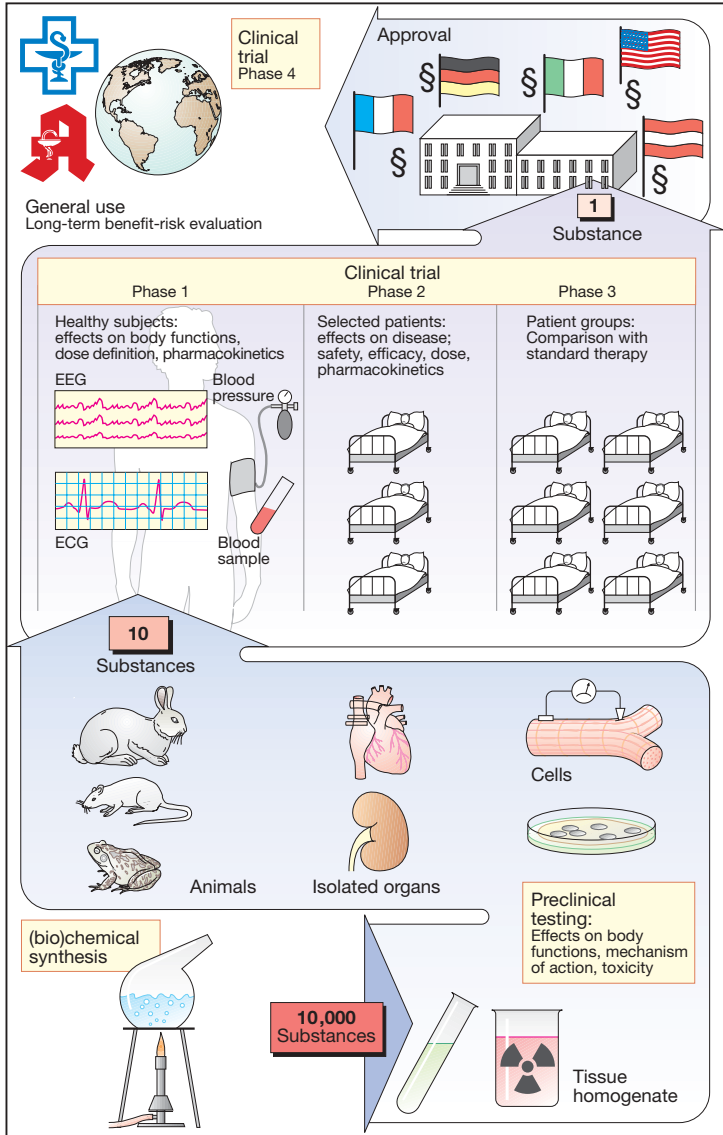 Clinical
trial
Phase 4
Approval
§
§
§
§
§
General use
Long-term benefit-risk evaluation
1
Substance
Clinical trial
Phase 1
Phase 2
Phase 3
Healthy subjects:
effects on body functions,
dose definition, pharmacokinetics
Selected patients:
effects on disease;
safety, efficacy, dose,
pharmacokinetics
Patient groups:
Comparison with
standard therapy
EEG
Blood
pressure
ECG
Blood
sample
10
Substances
Cells
Animals
Isolated organs
Preclinical
testing:
Effects on body
functions, mechanism
of action, toxicity
(bio)chemical
synthesis
10,000
Substances
Tissue
homogenate